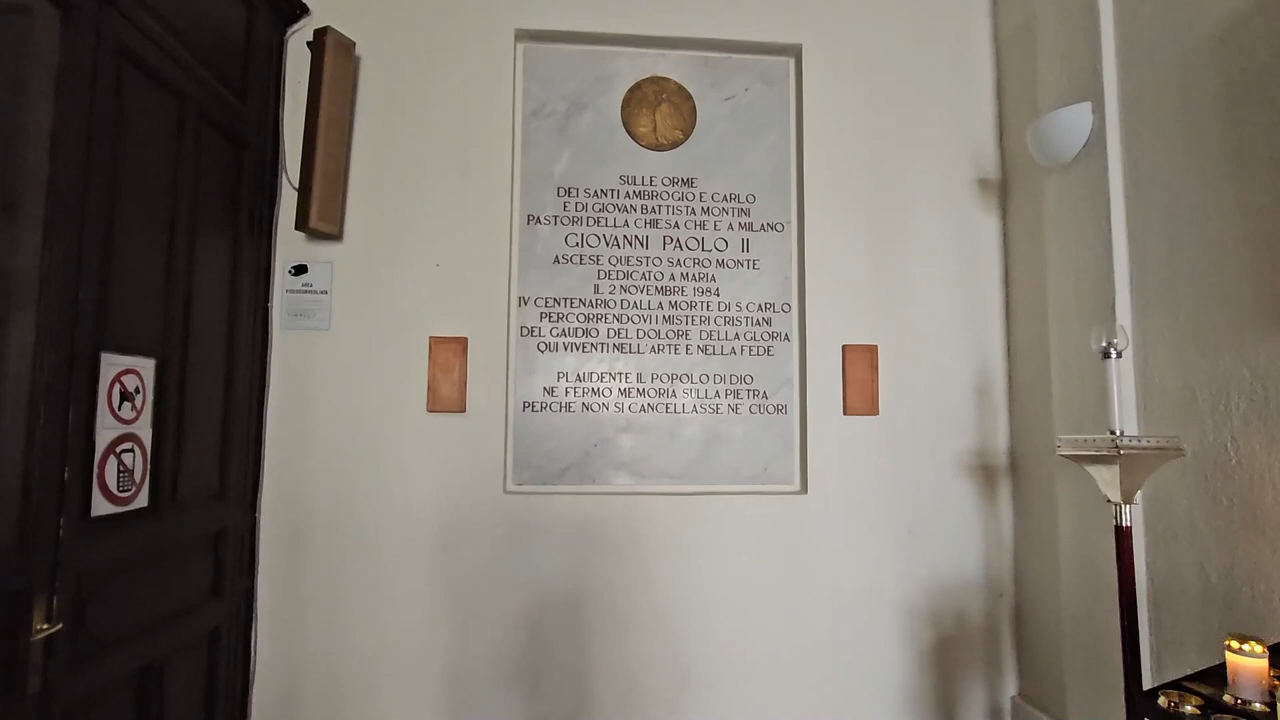 SULLE ORME
DEI SANTI AMBROGIO E CARLO
E DI GIOVAN BATTISTA MONTINI
PASTORI DELLA CHIESA CHE E' A MILANO
GIOVANNI PAOLO II
ASCESE QUESTO SACRO MONTE
DEDICATO A MARIA
IL 2 NOVEMBRE 1984
IV CENTENARIO DALLA MORTE DI S. CARLO
PERCORRENDOVI I MISTERI CRISTIANI
DEL GAUDIO DEL DOLORE DELLA GLORIA
QUI VIVENTI NELL'ARTE E NELLA FEDE
PLAUDENTE IL POPOLO DI DIO
NE FERMO' MEMORIA SULLA PIETRA
PERCHE' NON SI CANCELLASSE NE' CUORI
AREA
VIDEOSORVEGLIATA